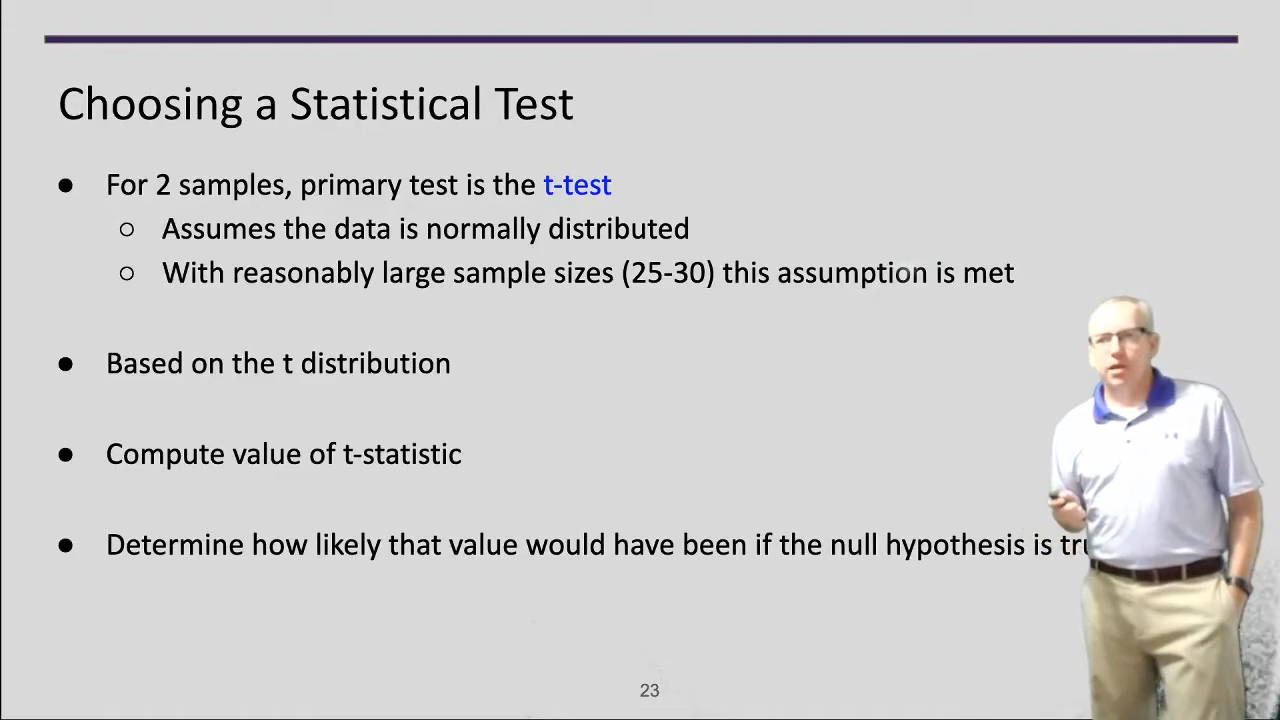 Choosing a Statistical Test
● For 2 samples, primary test is the t-test
○ Assumes the data is normally distributed
○ With reasonably large sample sizes (25-30) this assumption is met
● Based on the t distribution
● Compute value of t-statistic
● Determine how likely that value would have been if the null hypothesis is
23